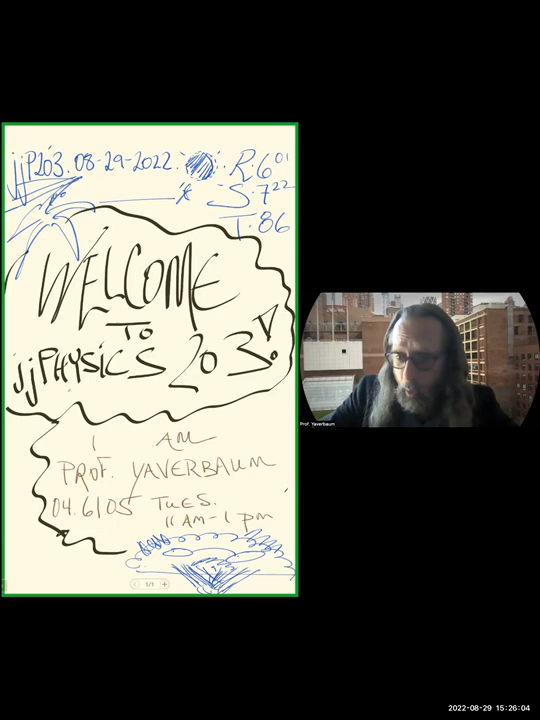 jjP203.08-29-2022.
R:6⁰¹
S:7²²
T:86
WELCOME
TO
jjPHYSiCS 203!
I AM
PROF. YAVERBAUM
04.61.05 TUES.
11 AM-1 pm
1/1
Prof. Yaverbaum
2022-08-29 15:26:04